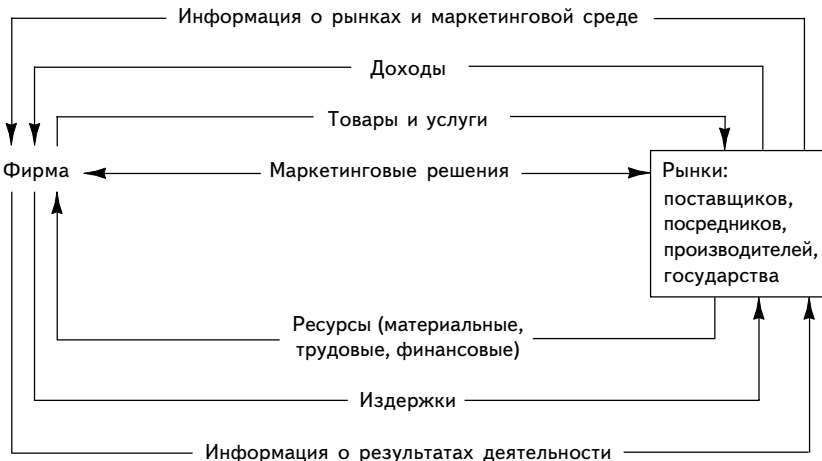 Информация о рынках и маркетинговой среде
Доходы
Товары и услуги
Фирма
Маркетинговые решения
Рынки:
поставщиков,
посредников,
производителей,
государства
Ресурсы (материальные,
трудовые, финансовые)
Издержки
Информация о результатах деятельности